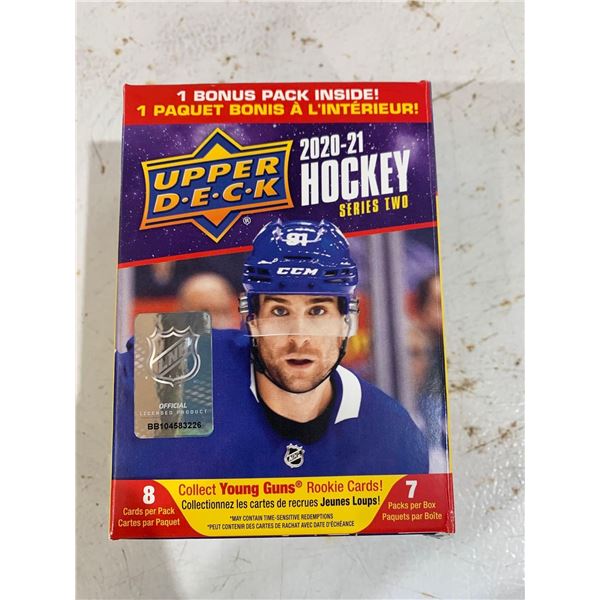 1 BONUS PACK INSIDE!
1 PAQUET BONIS À L'INTÉRIEUR!
UPPER
D•E•C•K
®
2020-21
HOCKEY
SERIES TWO
91
CCM
NHL
OFFICIAL
LICENSED PRODUCT
BB104583226
NHL
8
Cards per Pack
Cartes par Paquet
Collect Young Guns® Rookie Cards!
Collectionnez les cartes de recrues Jeunes Loups!
*MAY CONTAIN TIME-SENSITIVE REDEMPTIONS
*PEUT CONTENIR DES CARTES DE RACHAT AVEC DATE D'ÉCHÉANCE
7
Packs per Box
Paquets par Boîte